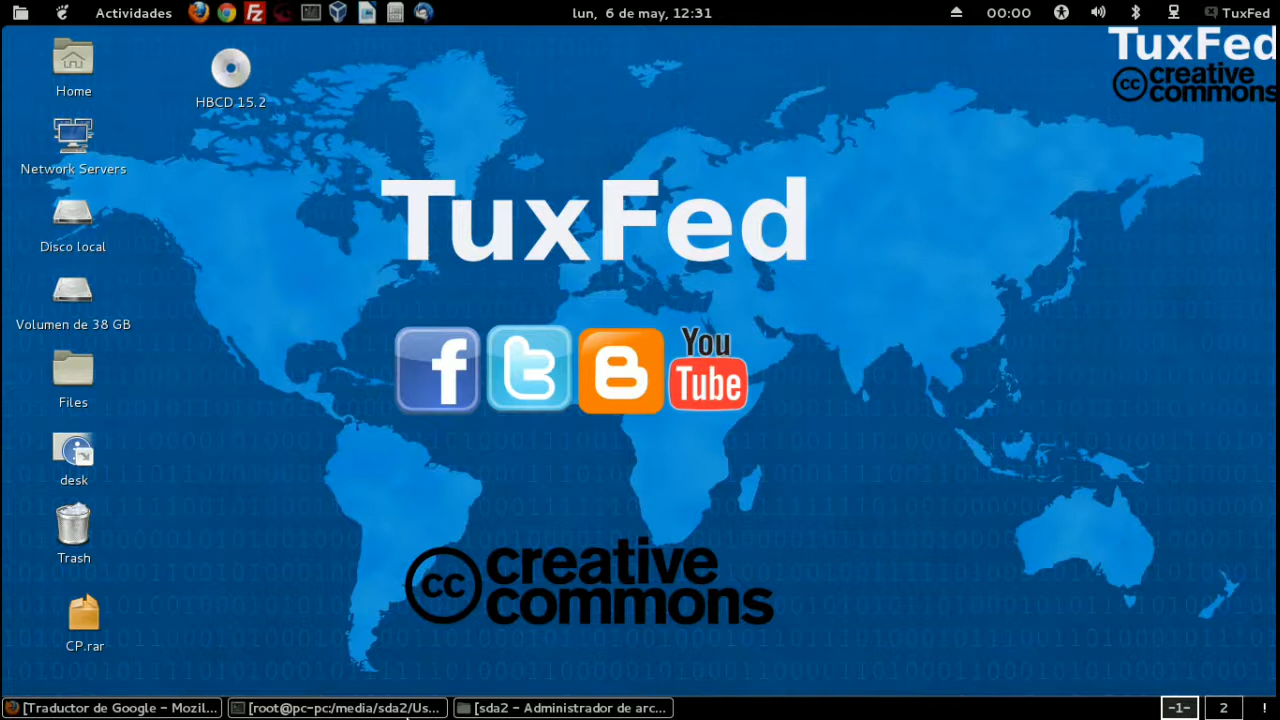 Actividades
lun, 6 de may, 12:31
00:00
TuxFed
TuxFed
cc creative commons
Home
HBCD 15.2
Network Servers
Disco local
Volumen de 38 GB
Files
desk
Trash
CP.rar
TuxFed
f
t
B
You
Tube
cc creative
commons
[Traductor de Google – Mozil...
[root@pc-pc:/media/sda2/Us...
[sda2 – Administrador de arc...
-1-
2
!